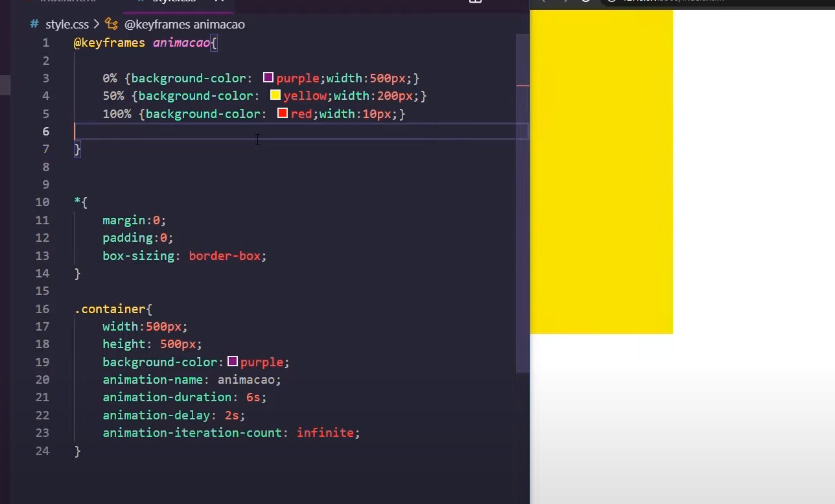 # style.css > @keyframes animacao
1 @keyframes animacao{
2
3 0% {background-color: purple;width:500px;}
4 50% {background-color: yellow;width:200px;}
5 100% {background-color: red;width:10px;}
6
7 }
8
9
10 *{
11 margin:0;
12 padding:0;
13 box-sizing: border-box;
14 }
15
16 .container{
17 width:500px;
18 height: 500px;
19 background-color: purple;
20 animation-name: animacao;
21 animation-duration: 6s;
22 animation-delay: 2s;
23 animation-iteration-count: infinite;
24 }